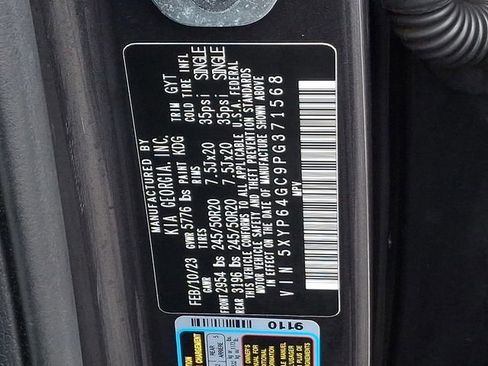 MANUFACTURED BY
KIA GEORGIA, INC.
FEB/10/23 GVWR 5776 lbs PAINT KDG TRIM GYT
GAWR TIRES RIMS COLD TIRE INFL
FRONT 2954 lbs 245/50R20 7.5Jx20 35psi SINGLE
REAR 3196 lbs 245/50R20 7.5Jx20 35psi SINGLE
THIS VEHICLE CONFORMS TO ALL APPLICABLE U.S.A. FEDERAL
MOTOR VEHICLE SAFETY AND THEFT PREVENTION STANDARDS
IN EFFECT ON THE DATE OF MANUFACTURE SHOWN ABOVE
VIN 5XYP64GC9PG371568
MPV
9110